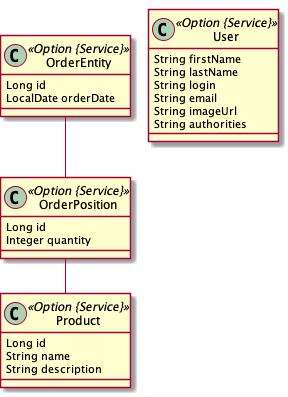 C
«Option {Service}»
OrderEntity
Long id
LocalDate orderDate
C
«Option {Service}»
User
String firstName
String lastName
String login
String email
String imageUrl
String authorities
C
«Option {Service}»
OrderPosition
Long id
Integer quantity
C
«Option {Service}»
Product
Long id
String name
String description